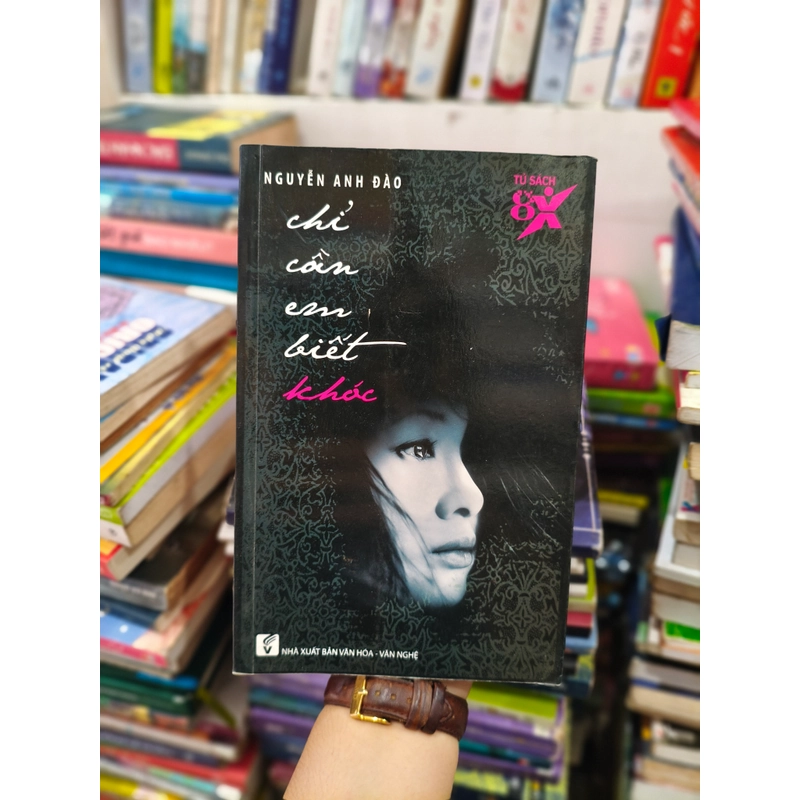 NGUYỄN ANH ĐÀO
TỦ SÁCH
8X
chỉ
cần
em
biết
khóc
NHÀ XUẤT BẢN VĂN HÓA - VĂN NGHỆ